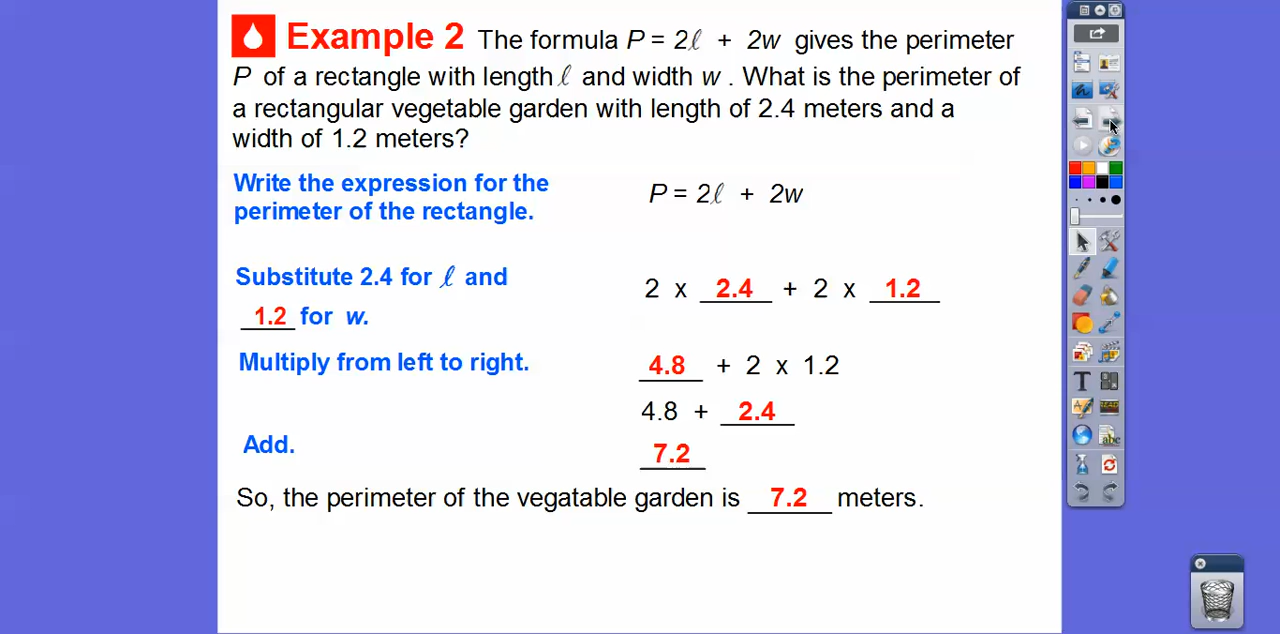 Example 2 The formula P = 2ℓ + 2w gives the perimeter
P of a rectangle with length ℓ and width w . What is the perimeter of
a rectangular vegetable garden with length of 2.4 meters and a
width of 1.2 meters?
Write the expression for the
perimeter of the rectangle.
P = 2ℓ + 2w
Substitute 2.4 for ℓ and
1.2 for w.
2 x 2.4 + 2 x 1.2
Multiply from left to right.
4.8 + 2 x 1.2
4.8 + 2.4
Add.
7.2
So, the perimeter of the vegatable garden is 7.2 meters.